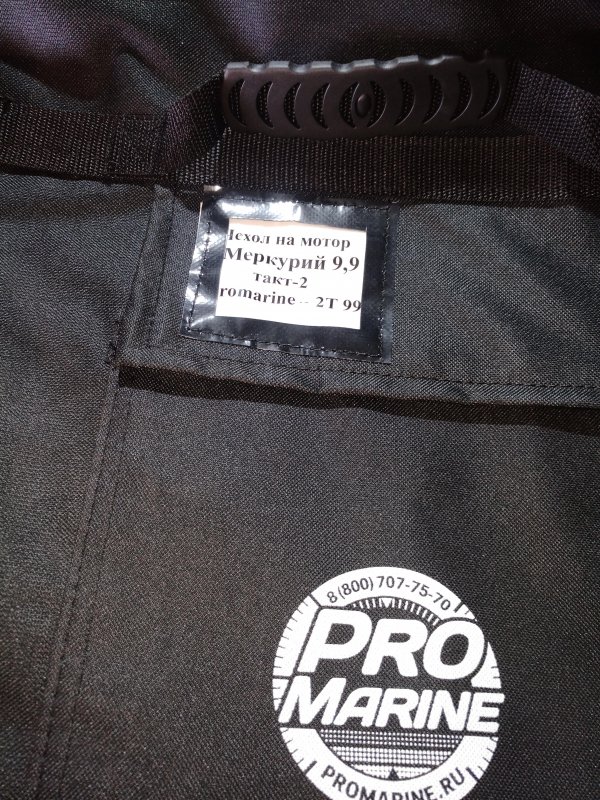 Чехол на мотор
Меркурий 9,9
такт-2
romarine -- 2Т 99
8 (800) 707-75-70
PRO
MARINE
PROMARINE.RU